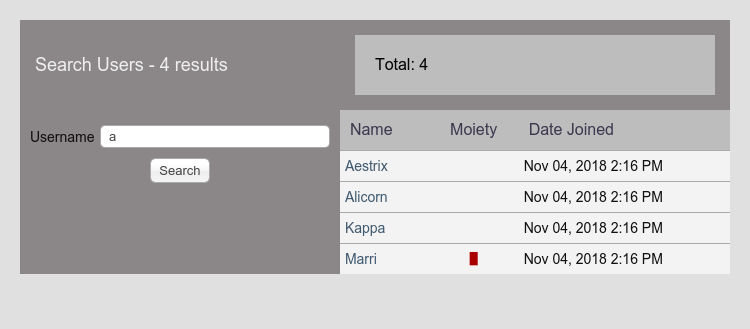 Search Users - 4 results
Total: 4
Username a
Search
Name Moiety Date Joined
Aestrix Nov 04, 2018 2:16 PM
Alicorn Nov 04, 2018 2:16 PM
Kappa Nov 04, 2018 2:16 PM
Marri Nov 04, 2018 2:16 PM